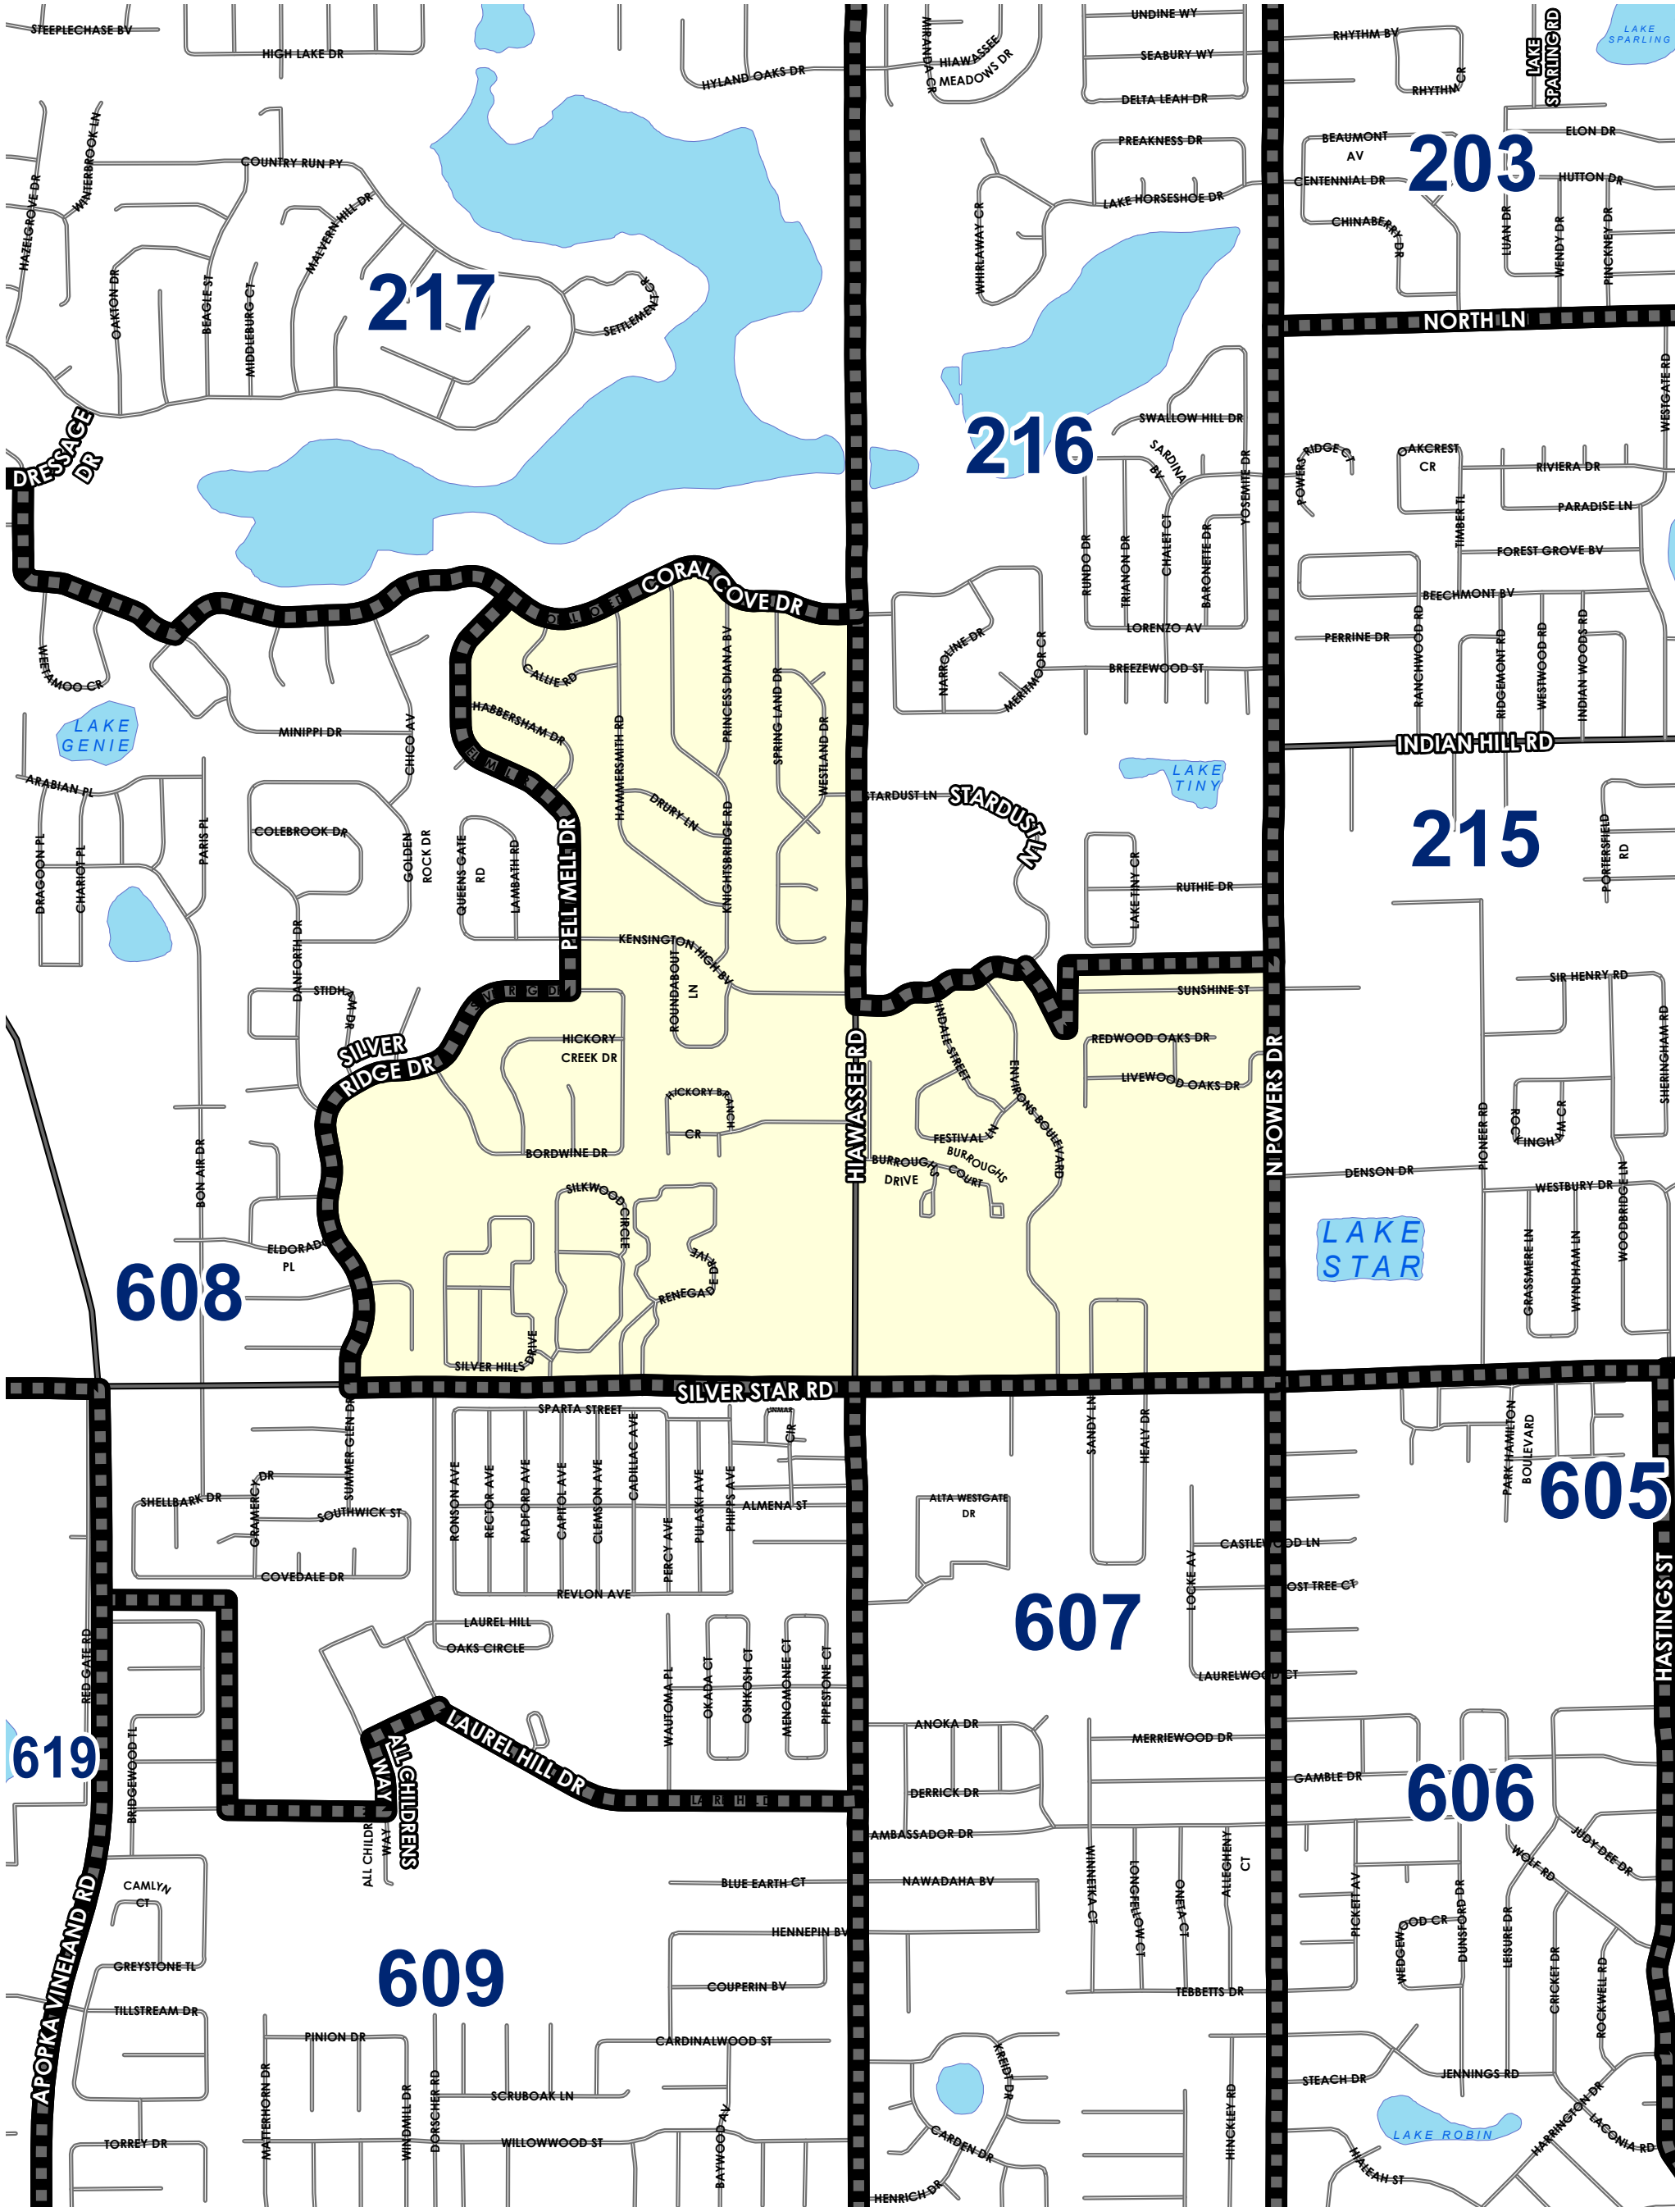 STEEPLECHASE BV
HIGH LAKE DR
HYLAND OAKS DR
MIRANDA CR
HIAWASSEE
MEADOWS DR
UNDINE WY
SEABURY WY
DELTA LEAH DR
RHYTHM BV
RHYTHM CR
LAKE
SPARLING RD
LAKE
SPARLING
HAZELGROVE DR
WINTERBROOK LN
COUNTRY RUN PY
PREAKNESS DR
BEAUMONT
AV
203
ELON DR
CENTENNIAL DR
HUTTON DR
LAKE HORSESHOE DR
WHIRLAWAY CR
CHINABERRY DR
LUAN DR
WENDY DR
PINCKNEY DR
MALVERN HILL DR
OAKTON DR
BEAGLE ST
MIDDLEBURG CT
217
SETTLEMENT CR
NORTH LN
WESTGATE RD
DRESSAGE
DR
216
SWALLOW HILL DR
SARDINA
BV
YOSEMITE DR
POWERS RIDGE CT
OAKCREST
CR
RIVIERA DR
PARADISE LN
TIMBER TL
FOREST GROVE BV
RUNDO DR
TRIANON DR
CHALET CT
BARONETTE DR
BEECHMONT BV
CORAL COVE DR
LORENZO AV
PERRINE DR
RANCHWOOD RD
RIDGEMONT RD
WESTWOOD RD
INDIAN WOODS RD
WEETAMOO CR
CALLIE RD
NARROLINE DR
MERITMOOR CR
BREEZEWOOD ST
LAKE
GENIE
MINIPPI DR
CHICO AV
HABBERSHAM DR
HAMMERSMITH RD
PRINCESS DIANA BV
SPRING LAND DR
WESTLAND DR
INDIAN HILL RD
LAKE
TINY
ARABIAN PL
STARDUST LN
STARDUST
LN
DRURY LN
KNIGHTSBRIDGE RD
COLEBROOK DR
GOLDEN
ROCK DR
QUEENS GATE
RD
LAMBATH RD
PELL MELL DR
DRAGOON PL
CHARIOT PL
PARIS PL
215
PORTERSFIELD
RD
LAKE TINY CR
RUTHIE DR
DANFORTH DR
KENSINGTON HIGH BV
ROUNDABOUT
LN
SIR HENRY RD
STIDHAM DR
SUNSHINE ST
SILVER
RIDGE DR
HICKORY
CREEK DR
HIAWASSEE RD
ENVIRONS BOULEVARD
REDWOOD OAKS DR
LIVEWOOD OAKS DR
N POWERS DR
SHERINGHAM RD
PIONEER RD
HICKORY BRANCH
CR
FESTIVAL LN
BORDWINE DR
BURROUGHS
DRIVE
BURROUGHS
COURT
DENSON DR
WESTBURY DR
WOODBRIDGE LN
BON AIR DR
SILKWOOD CIRCLE
ELDORADO
PL
RENEGADE DRIVE
LAKE
STAR
GRASSMERE LN
WYNDHAM LN
608
SILVER HILLS DRIVE
SILVER STAR RD
SPARTA STREET
CIR
SUMMER GLEN DR
RONSON AVE
RECTOR AVE
RADFORD AVE
CAPITOL AVE
CLEMSON AVE
CADILLAC AVE
PERCY AVE
PULASKI AVE
PHIPPS AVE
ALMENA ST
SANDY LN
HEALY DR
PARK HAMILTON
BOULEVARD
605
SHELLBARK DR
GRAMERCY DR
SOUTHWICK ST
ALTA WESTGATE
DR
CASTLEWOOD LN
COVEDALE DR
REVLON AVE
LOCKE AV
OST TREE CT
HASTINGS ST
LAUREL HILL
OAKS CIRCLE
607
RED GATE RD
WAUTOMA PL
OKADA CT
OSHKOSH CT
MENOMONEE CT
PIPESTONE CT
LAURELWOOD CT
619
BRIDGEWOOD TL
LAUREL HILL DR
ALL CHILDRENS
WAY
ANOKA DR
MERRIEWOOD DR
DERRICK DR
GAMBLE DR
606
AMBASSADOR DR
ALL CHILDR
WAY
WINNETKA CT
LONGFELLOW CT
ONEIA CT
ALLEGHENY
CT
JUDY DEE DR
WOLF RD
CAMLYN
CT
BLUE EARTH CT
NAWADAHA BV
PICKETT AV
WEDGEWOOD CR
DUNSFORD DR
LEISURE DR
CRICKET DR
ROCKWELL RD
HENNEPIN BV
APOPKA VINELAND RD
GREYSTONE TL
609
COUPERIN BV
TEBBETTS DR
TILLSTREAM DR
PINION DR
CARDINALWOOD ST
KREIDT DR
STEACH DR
JENNINGS RD
MATTERHORN DR
WINDMILL DR
DORSCHER RD
SCRUBOAK LN
BAYWOOD AV
HINCKLEY RD
LAKE ROBIN
HARRINGTON DR
LACONIA RD
TORREY DR
WILLOWWOOD ST
CARDEN DR
HIALEAH ST
HENRICH DR